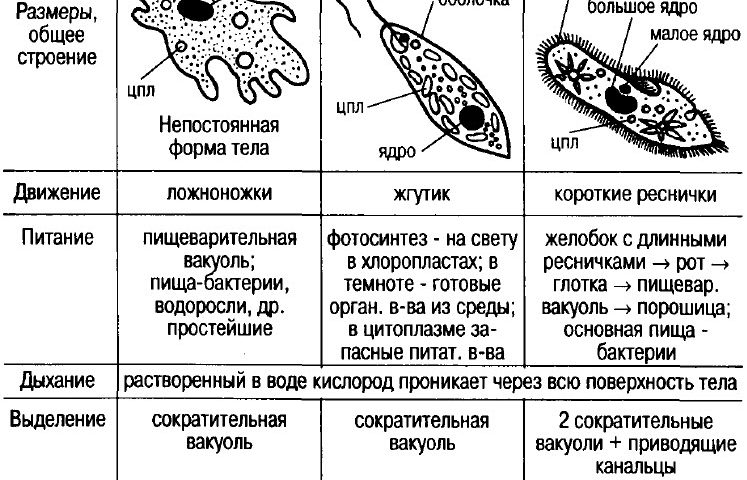 оболочка
большое ядро
малое ядро
Размеры,
общее
строение
цпл
цпл
цпл
ядро
Непостоянная
форма тела
Движение
ложноножки
жгутик
короткие реснички
Питание
пищеварительная
вакуоль;
пища-бактерии,
водоросли, др.
простейшие
фотосинтез - на свету
в хлоропластах; в
темноте - готовые
орган. в-ва из среды;
в цитоплазме за-
пасные питат. в-ва
желобок с длинными
ресничками → рот →
глотка → пищевар.
вакуоль → порошица;
основная пища -
бактерии
Дыхание
растворенный в воде кислород проникает через всю поверхность тела
Выделение
сократительная
вакуоль
сократительная
вакуоль
2 сократительные
вакуоли + приводящие
канальцы